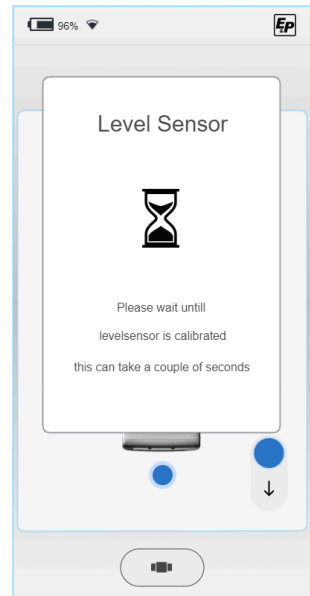 96%
EP
Level Sensor
Please wait untill
levelsensor is calibrated
this can take a couple of seconds